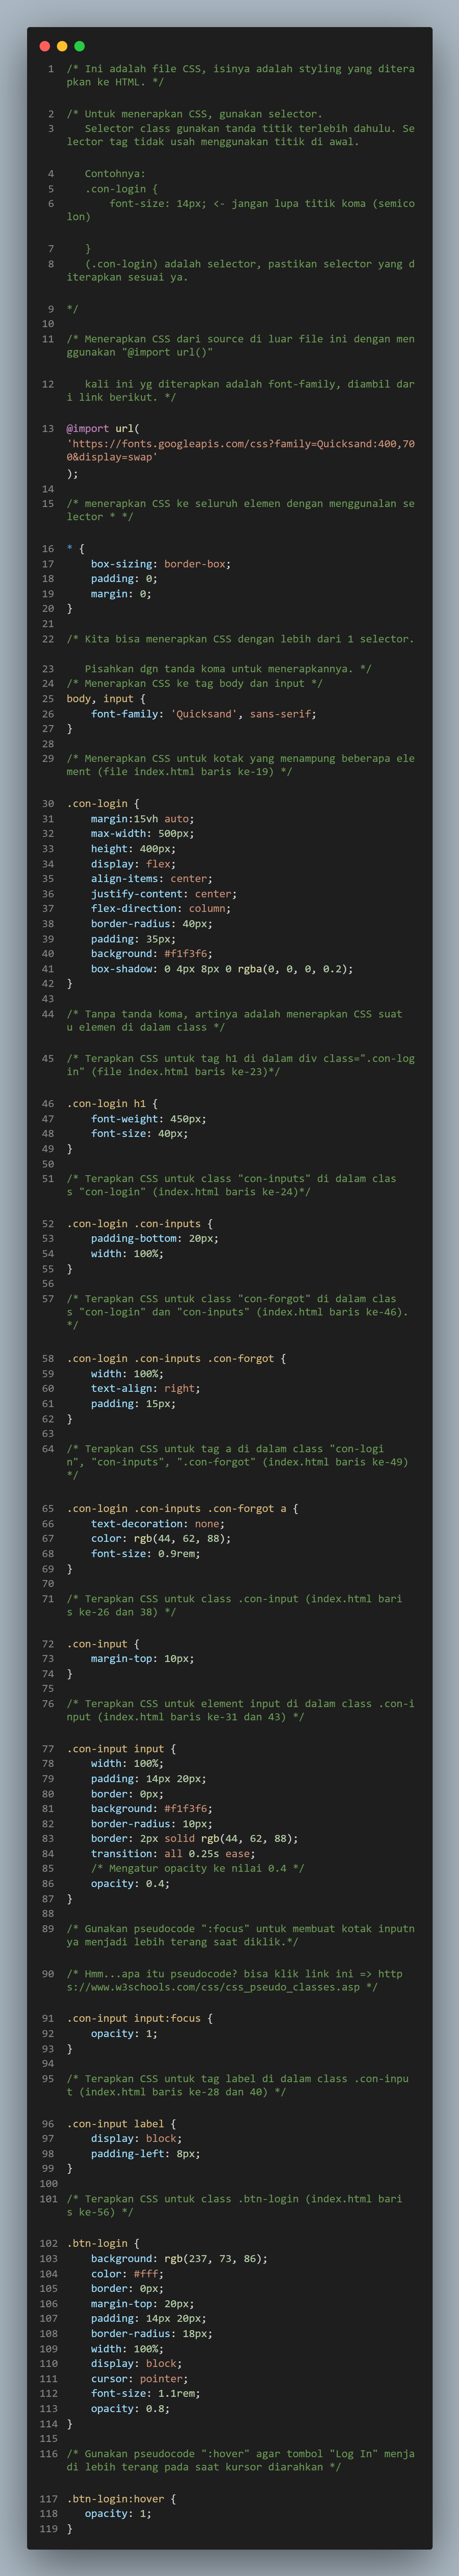 1 /* Ini adalah file CSS, isinya adalah styling yang ditera
pkan ke HTML. */
2 /* Untuk menerapkan CSS, gunakan selector.
3    Selector class gunakan tanda titik terlebih dahulu. Se
lector tag tidak usah menggunakan titik di awal.
4    Contohnya:
5    .con-login {
6        font-size: 14px; <- jangan lupa titik koma (semico
lon)
7    }
8    (.con-login) adalah selector, pastikan selector yang d
iterapkan sesuai ya.
9 */
10
11 /* Menerapkan CSS dari source di luar file ini dengan men
ggunakan "@import url()"
12    kali ini yg diterapkan adalah font-family, diambil dar
i link berikut. */
13 @import url(
'https://fonts.googleapis.com/css?family=Quicksand:400,70
0&display=swap'
);
14
15 /* menerapkan CSS ke seluruh elemen dengan menggunalan se
lector * */
16 * {
17     box-sizing: border-box;
18     padding: 0;
19     margin: 0;
20 }
21
22 /* Kita bisa menerapkan CSS dengan lebih dari 1 selector.
23    Pisahkan dgn tanda koma untuk menerapkannya. */
24 /* Menerapkan CSS ke tag body dan input */
25 body, input {
26     font-family: 'Quicksand', sans-serif;
27 }
28
29 /* Menerapkan CSS untuk kotak yang menampung beberapa ele
ment (file index.html baris ke-19) */
30 .con-login {
31     margin:15vh auto;
32     max-width: 500px;
33     height: 400px;
34     display: flex;
35     align-items: center;
36     justify-content: center;
37     flex-direction: column;
38     border-radius: 40px;
39     padding: 35px;
40     background: #f1f3f6;
41     box-shadow: 0 4px 8px 0 rgba(0, 0, 0, 0.2);
42 }
43
44 /* Tanpa tanda koma, artinya adalah menerapkan CSS suat
u elemen di dalam class */
45 /* Terapkan CSS untuk tag h1 di dalam div class=".con-log
in" (file index.html baris ke-23)*/
46 .con-login h1 {
47     font-weight: 450px;
48     font-size: 40px;
49 }
50
51 /* Terapkan CSS untuk class "con-inputs" di dalam clas
s "con-login" (index.html baris ke-24)*/
52 .con-login .con-inputs {
53     padding-bottom: 20px;
54     width: 100%;
55 }
56
57 /* Terapkan CSS untuk class "con-forgot" di dalam clas
s "con-login" dan "con-inputs" (index.html baris ke-46).
*/
58 .con-login .con-inputs .con-forgot {
59     width: 100%;
60     text-align: right;
61     padding: 15px;
62 }
63
64 /* Terapkan CSS untuk tag a di dalam class "con-logi
n", "con-inputs", ".con-forgot" (index.html baris ke-49)
*/
65 .con-login .con-inputs .con-forgot a {
66     text-decoration: none;
67     color: rgb(44, 62, 88);
68     font-size: 0.9rem;
69 }
70
71 /* Terapkan CSS untuk class .con-input (index.html bari
s ke-26 dan 38) */
72 .con-input {
73     margin-top: 10px;
74 }
75
76 /* Terapkan CSS untuk element input di dalam class .con-i
nput (index.html baris ke-31 dan 43) */
77 .con-input input {
78     width: 100%;
79     padding: 14px 20px;
80     border: 0px;
81     background: #f1f3f6;
82     border-radius: 10px;
83     border: 2px solid rgb(44, 62, 88);
84     transition: all 0.25s ease;
85     /* Mengatur opacity ke nilai 0.4 */
86     opacity: 0.4;
87 }
88
89 /* Gunakan pseudocode ":focus" untuk membuat kotak inputn
ya menjadi lebih terang saat diklik.*/
90 /* Hmm...apa itu pseudocode? bisa klik link ini => http
s://www.w3schools.com/css/css_pseudo_classes.asp */
91 .con-input input:focus {
92     opacity: 1;
93 }
94
95 /* Terapkan CSS untuk tag label di dalam class .con-inpu
t (index.html baris ke-28 dan 40) */
96 .con-input label {
97     display: block;
98     padding-left: 8px;
99 }
100
101 /* Terapkan CSS untuk class .btn-login (index.html bari
s ke-56) */
102 .btn-login {
103     background: rgb(237, 73, 86);
104     color: #fff;
105     border: 0px;
106     margin-top: 20px;
107     padding: 14px 20px;
108     border-radius: 18px;
109     width: 100%;
110     display: block;
111     cursor: pointer;
112     font-size: 1.1rem;
113     opacity: 0.8;
114 }
115
116 /* Gunakan pseudocode ":hover" agar tombol "Log In" menja
di lebih terang pada saat kursor diarahkan */
117 .btn-login:hover {
118    opacity: 1;
119 }